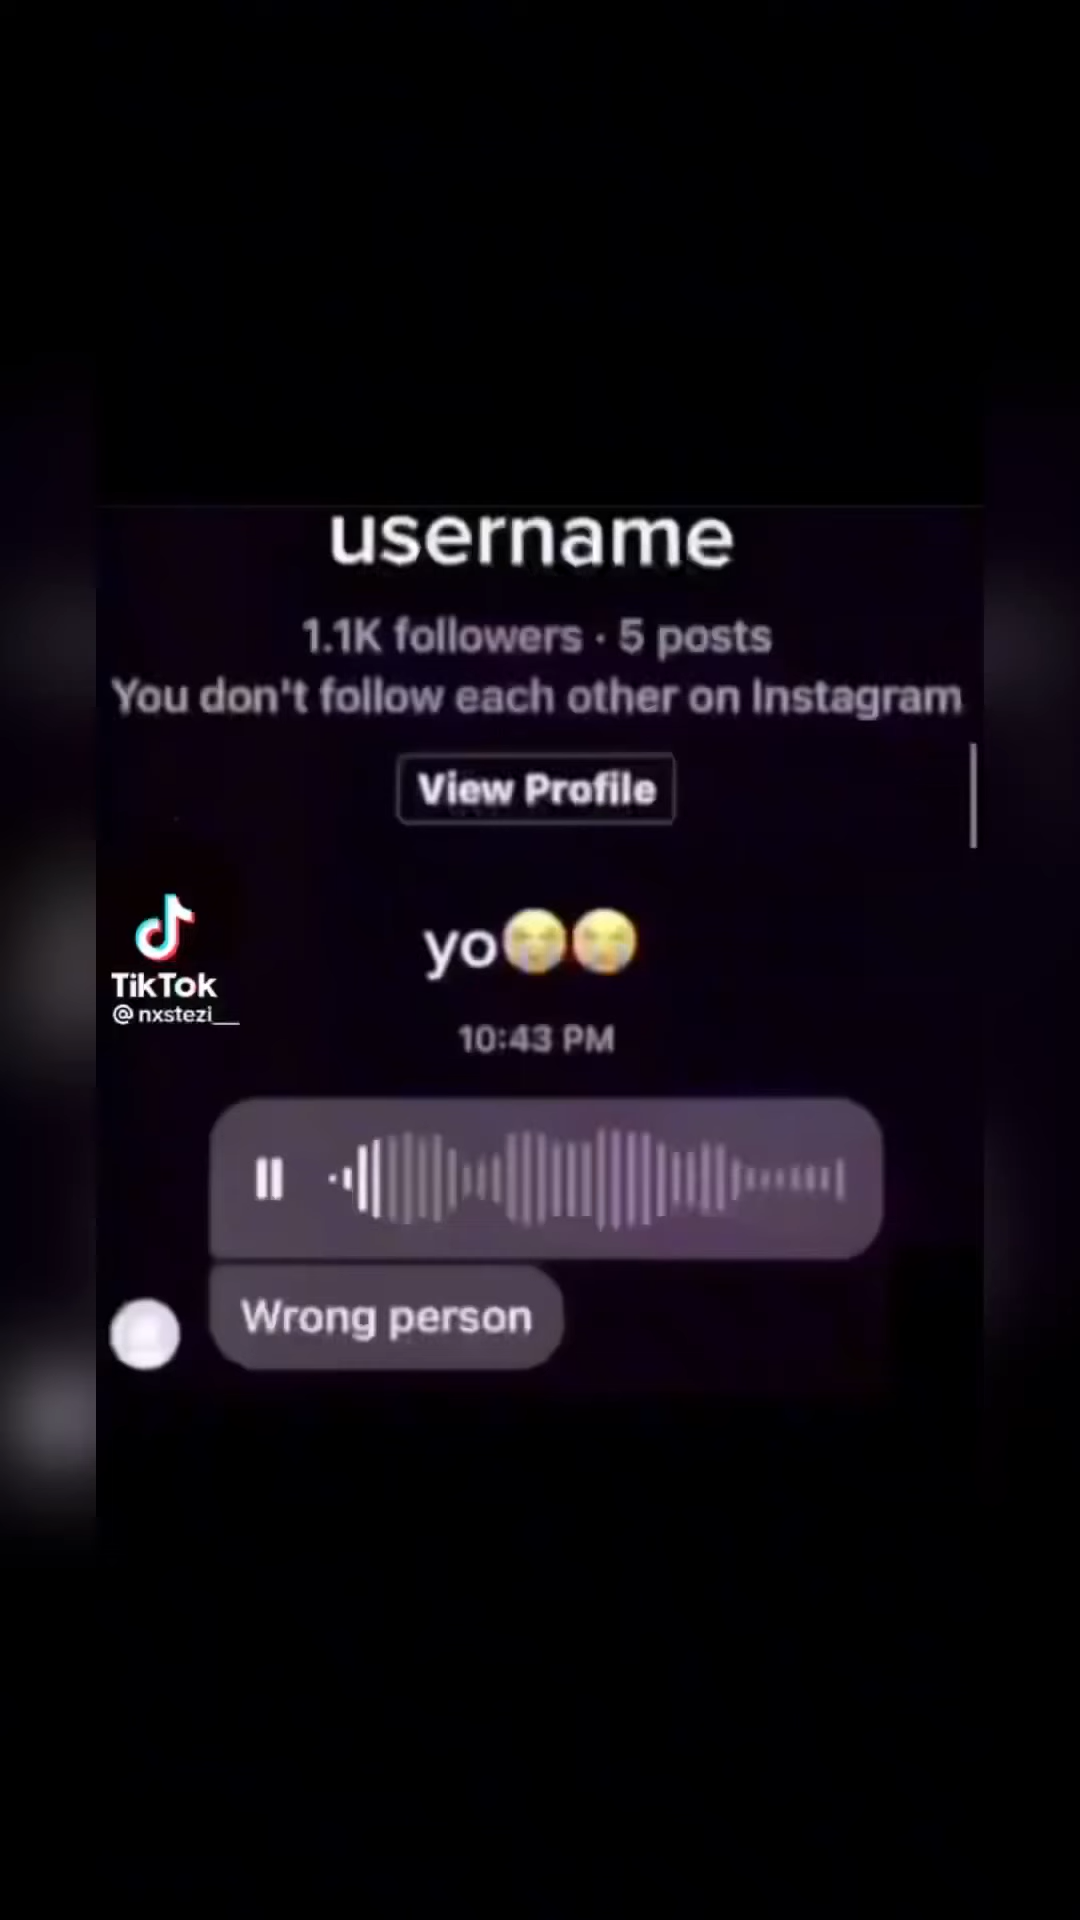 username
1.1K followers · 5 posts
You don't follow each other on Instagram
View Profile
yo😭😭
TikTok
@nxstezi__
10:43 PM
Wrong person